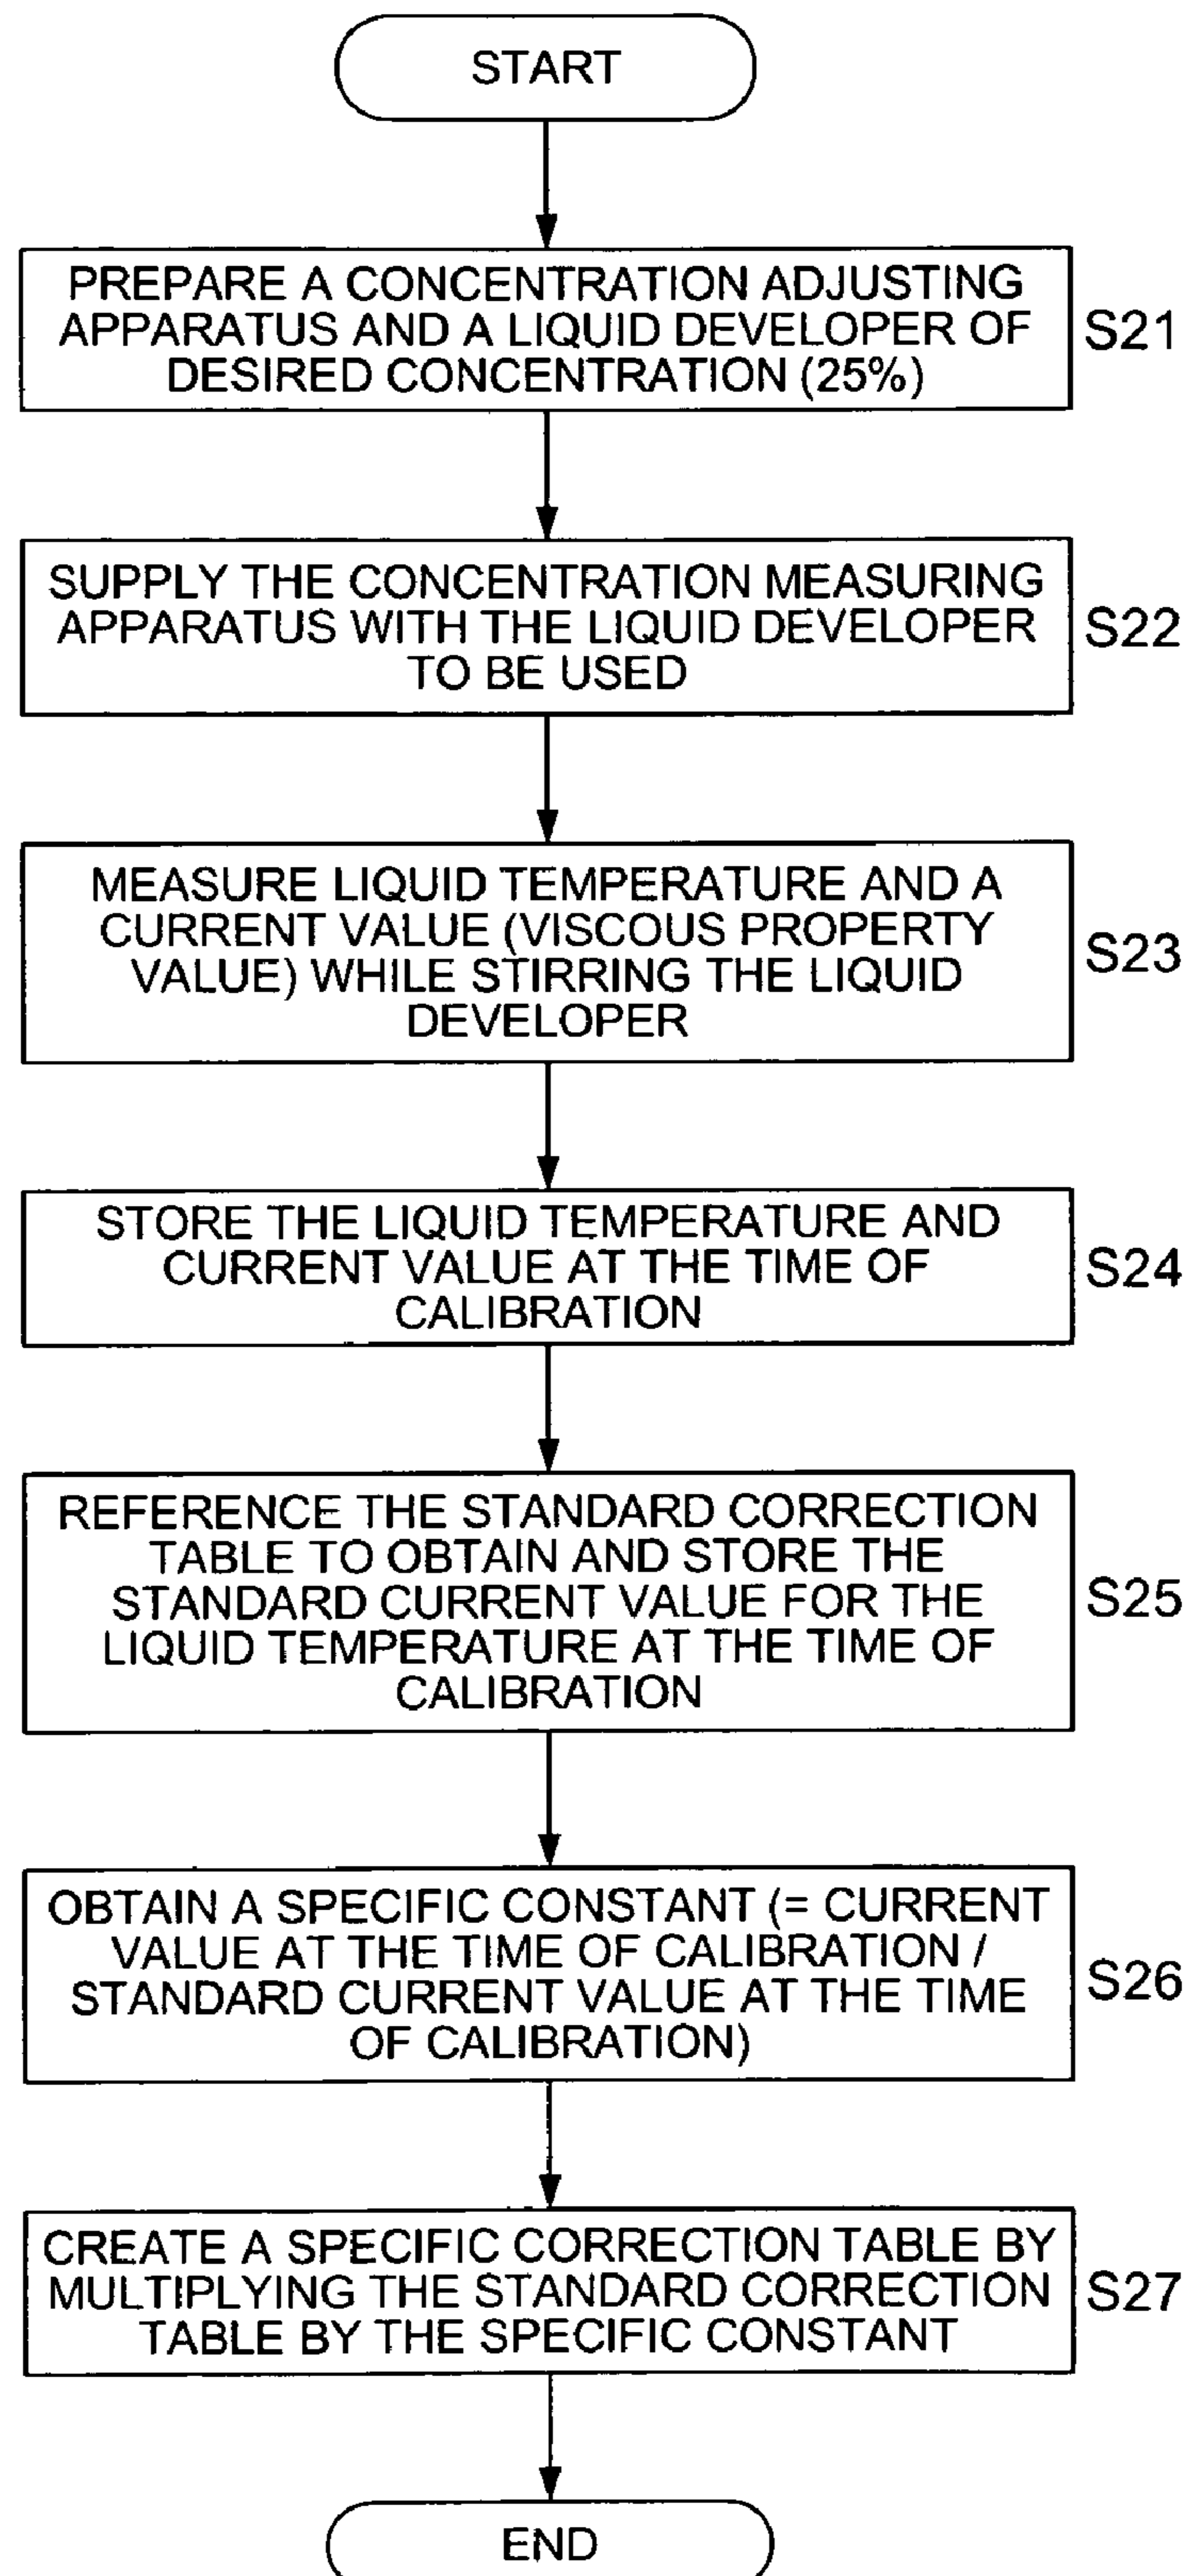 START
PREPARE A CONCENTRATION ADJUSTING
APPARATUS AND A LIQUID DEVELOPER OF
DESIRED CONCENTRATION (25%)
S21
SUPPLY THE CONCENTRATION MEASURING
APPARATUS WITH THE LIQUID DEVELOPER
TO BE USED
S22
MEASURE LIQUID TEMPERATURE AND A
CURRENT VALUE (VISCOUS PROPERTY
VALUE) WHILE STIRRING THE LIQUID
DEVELOPER
S23
STORE THE LIQUID TEMPERATURE AND
CURRENT VALUE AT THE TIME OF
CALIBRATION
S24
REFERENCE THE STANDARD CORRECTION
TABLE TO OBTAIN AND STORE THE
STANDARD CURRENT VALUE FOR THE
LIQUID TEMPERATURE AT THE TIME OF
CALIBRATION
S25
OBTAIN A SPECIFIC CONSTANT (= CURRENT
VALUE AT THE TIME OF CALIBRATION /
STANDARD CURRENT VALUE AT THE TIME
OF CALIBRATION)
S26
CREATE A SPECIFIC CORRECTION TABLE BY
MULTIPLYING THE STANDARD CORRECTION
TABLE BY THE SPECIFIC CONSTANT
S27
END